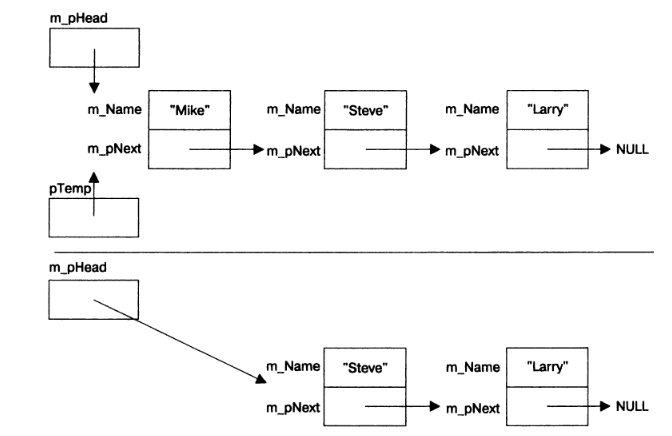 m_pHead
m_Name "Mike" m_Name "Steve" m_Name "Larry"
m_pNext m_pNext m_pNext NULL
pTemp
m_pHead
m_Name "Steve" m_Name "Larry"
m_pNext m_pNext NULL